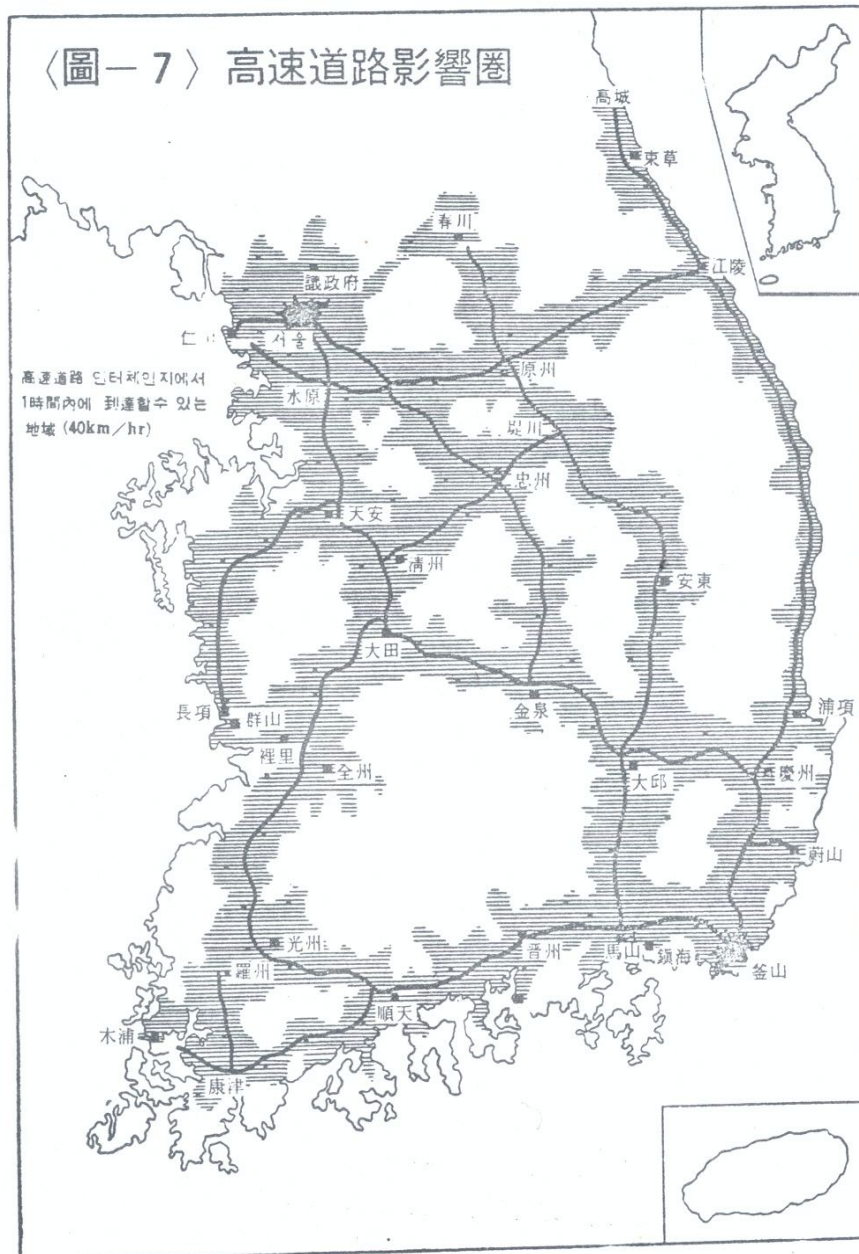 〈圖－7〉高速道路影響圈
高城
束草
春川
江陵
議政府
서울
高速道路 인터체인지에서
1時間內에 到達할수 있는
地域 (40km/hr)
水原
原州
堤川
忠州
天安
淸州
安東
大田
金泉
長項
群山
浦項
裡里
全州
大邱
慶州
蔚山
光州
晋州
馬山
鎭海
釜山
羅州
順天
木浦
康津